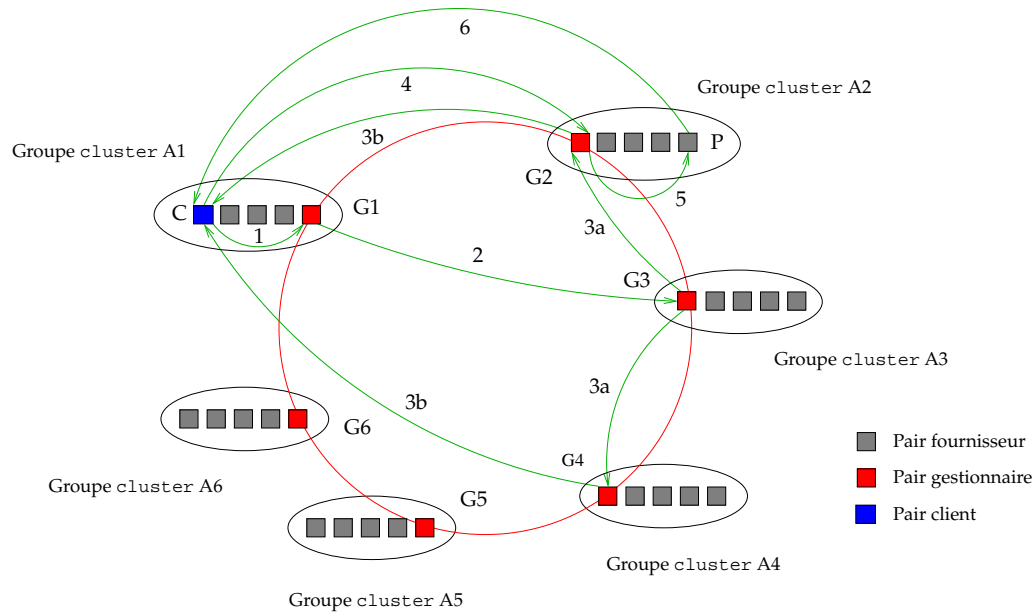 6
Groupe cluster A2
4
3b
P
Groupe cluster A1
G2
5
C
G1
1
3a
2
G3
Groupe cluster A3
3a
3b
G6
G4
Pair fournisseur
Groupe cluster A6
Pair gestionnaire
G5
Pair client
Groupe cluster A4
Groupe cluster A5